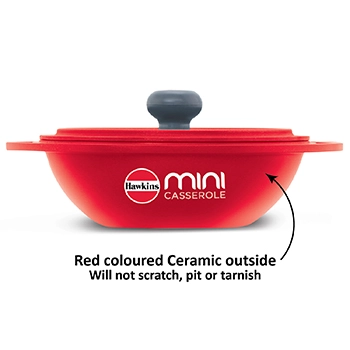 Hawkins
mini
CASSEROLE
Red coloured Ceramic outside
Will not scratch, pit or tarnish